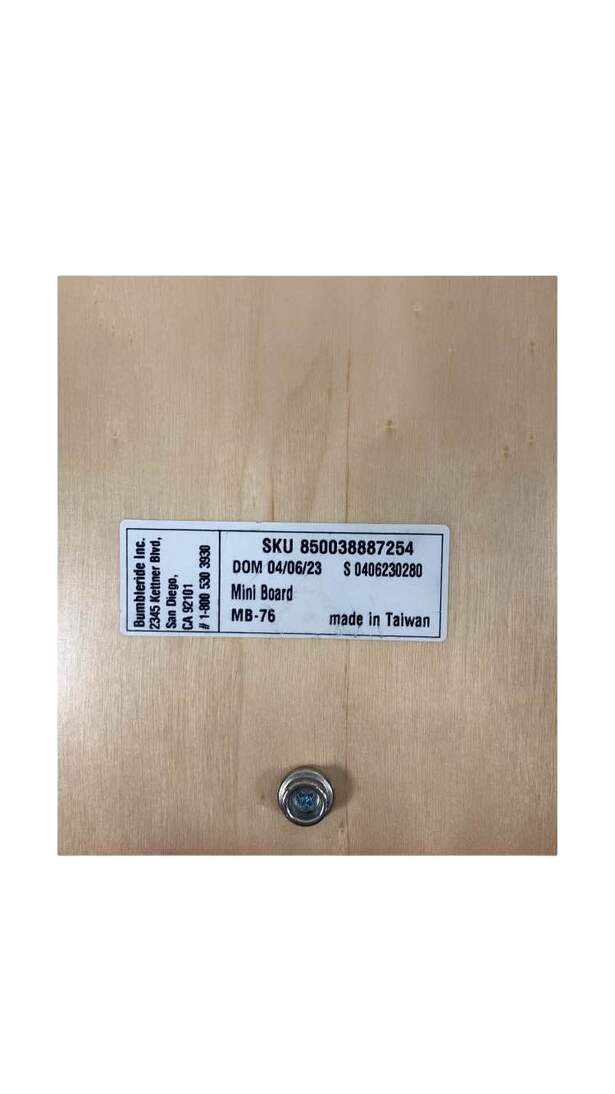 Bumbleride Inc.
2345 Kettner Blvd,
San Diego,
CA 92101
# 1-800 530 3930
SKU 850038887254
DOM 04/06/23 S 0406230280
Mini Board
MB-76 made in Taiwan